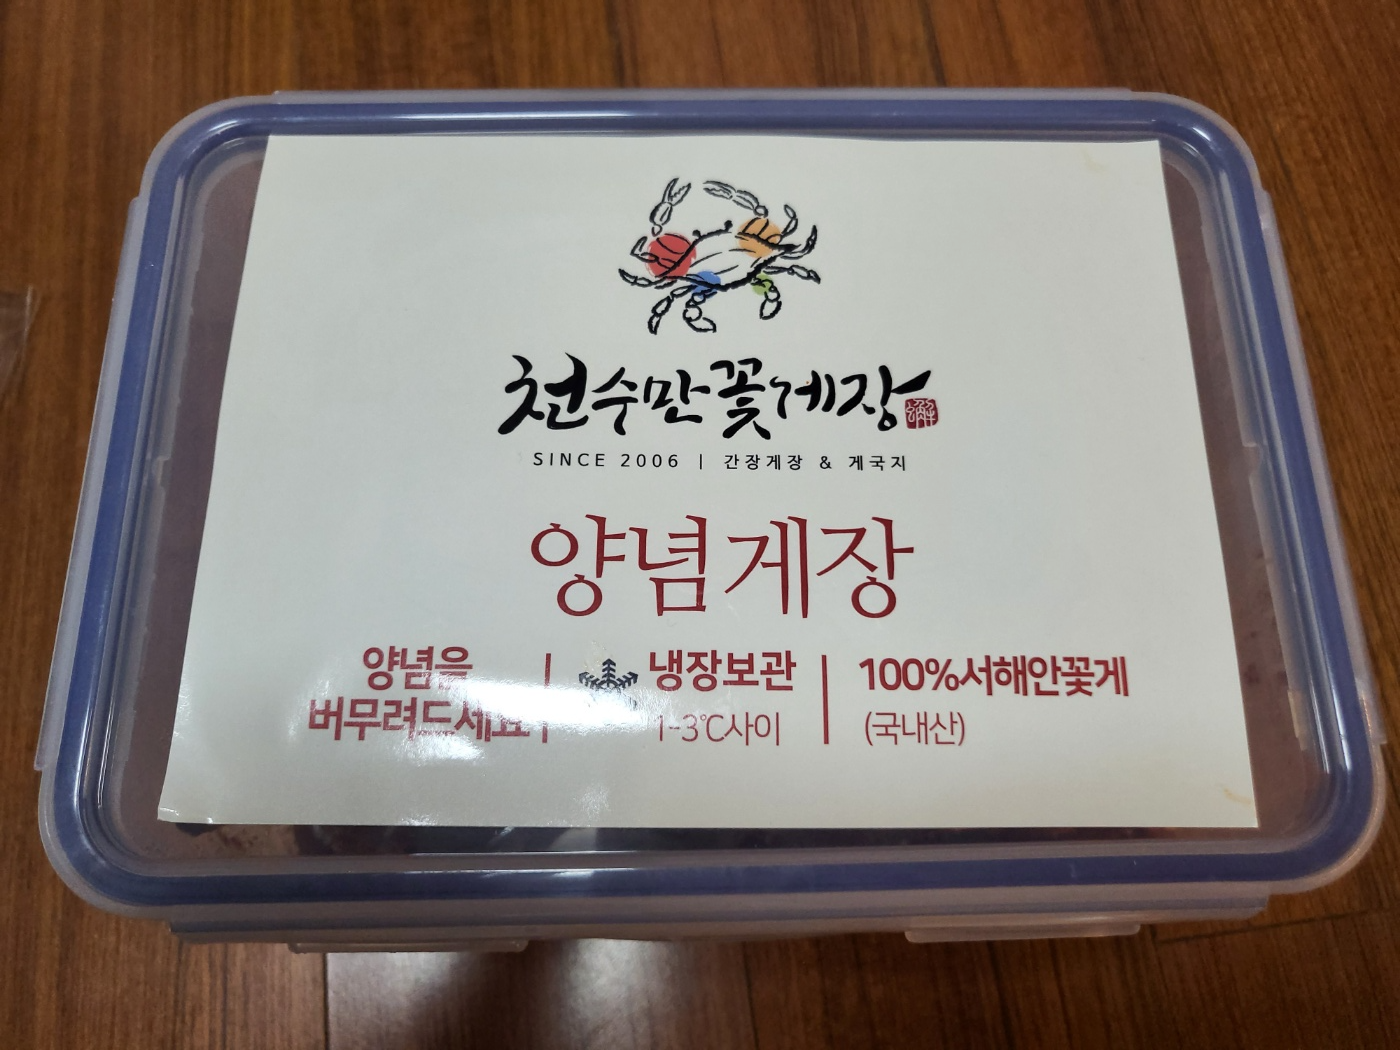 천수만꽃게장
SINCE 2006 | 간장게장 & 게국지
양념게장
양념을
버무려드세요
냉장보관
1-3℃사이
100%서해안꽃게
(국내산)